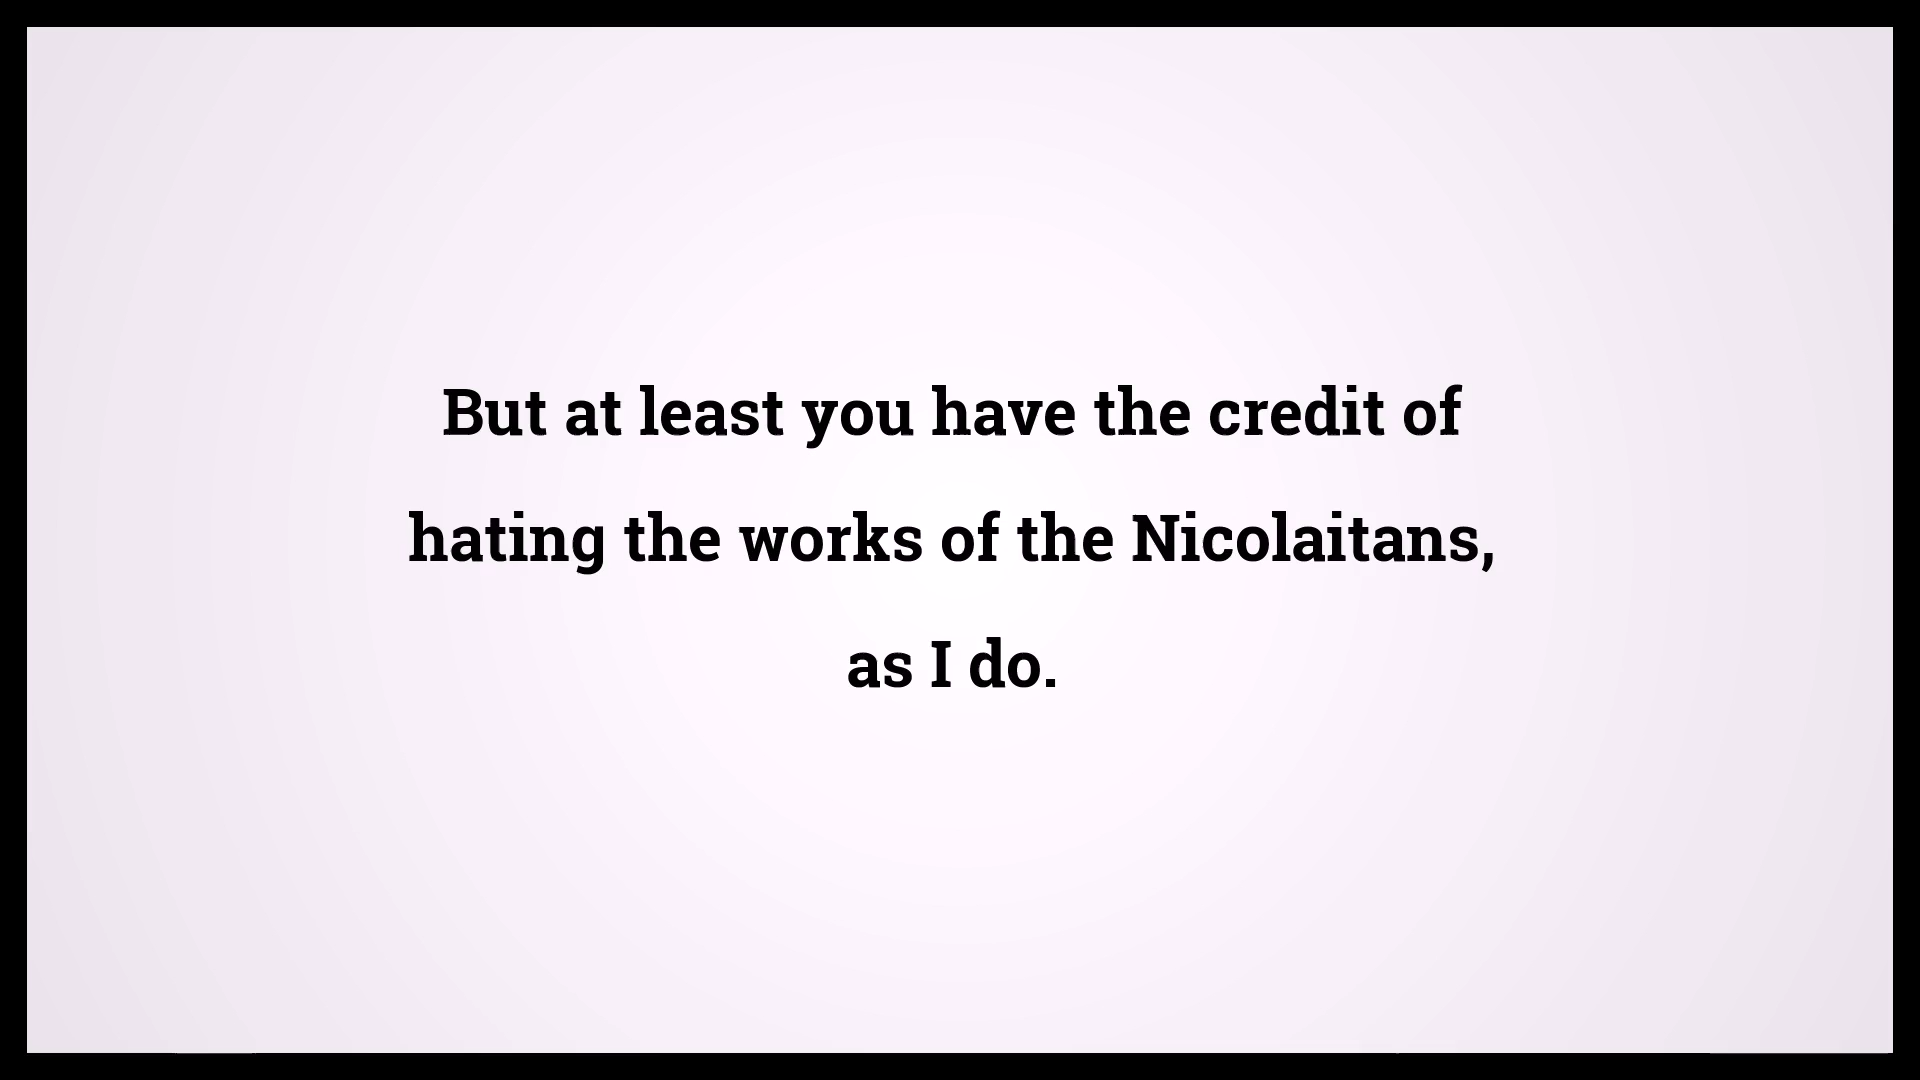 But at least you have the credit of
hating the works of the Nicolaitans,
as I do.